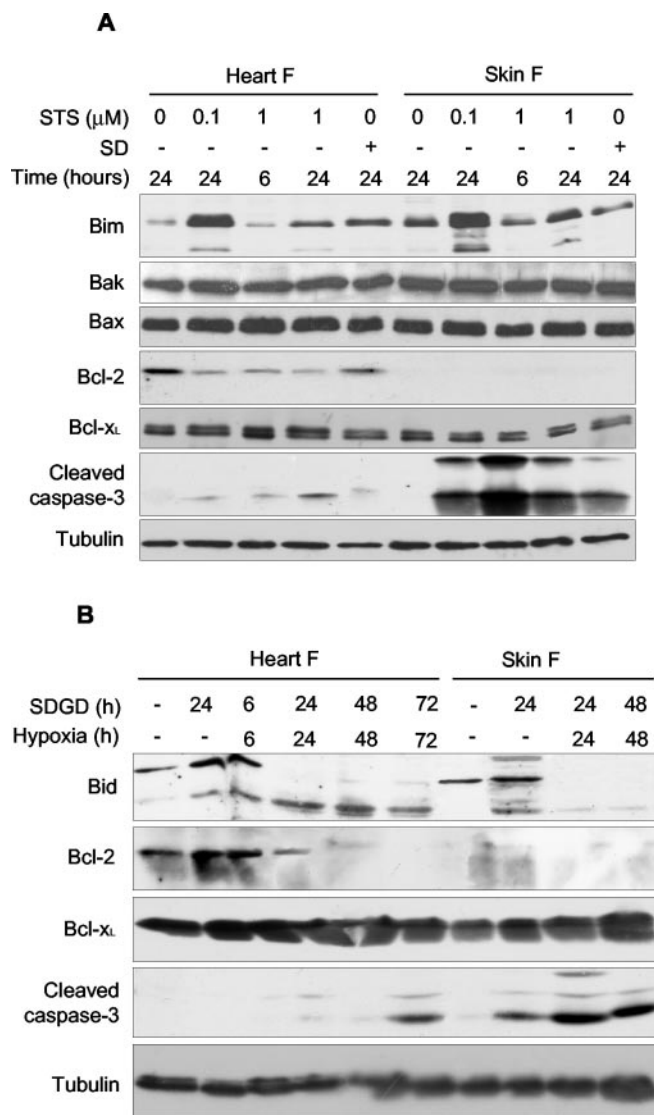 A
Heart F Skin F
STS (μM) 0 0.1 1 1 0 0 0.1 1 1 0
SD - - - - + - - - - +
Time (hours) 24 24 6 24 24 24 24 6 24 24
Bim
Bak
Bax
Bcl-2
Bcl-xL
Cleaved
caspase-3
Tubulin
B
Heart F Skin F
SDGD (h) - 24 6 24 48 72 - 24 24 48
Hypoxia (h) - - 6 24 48 72 - - 24 48
Bid
Bcl-2
Bcl-xL
Cleaved
caspase-3
Tubulin